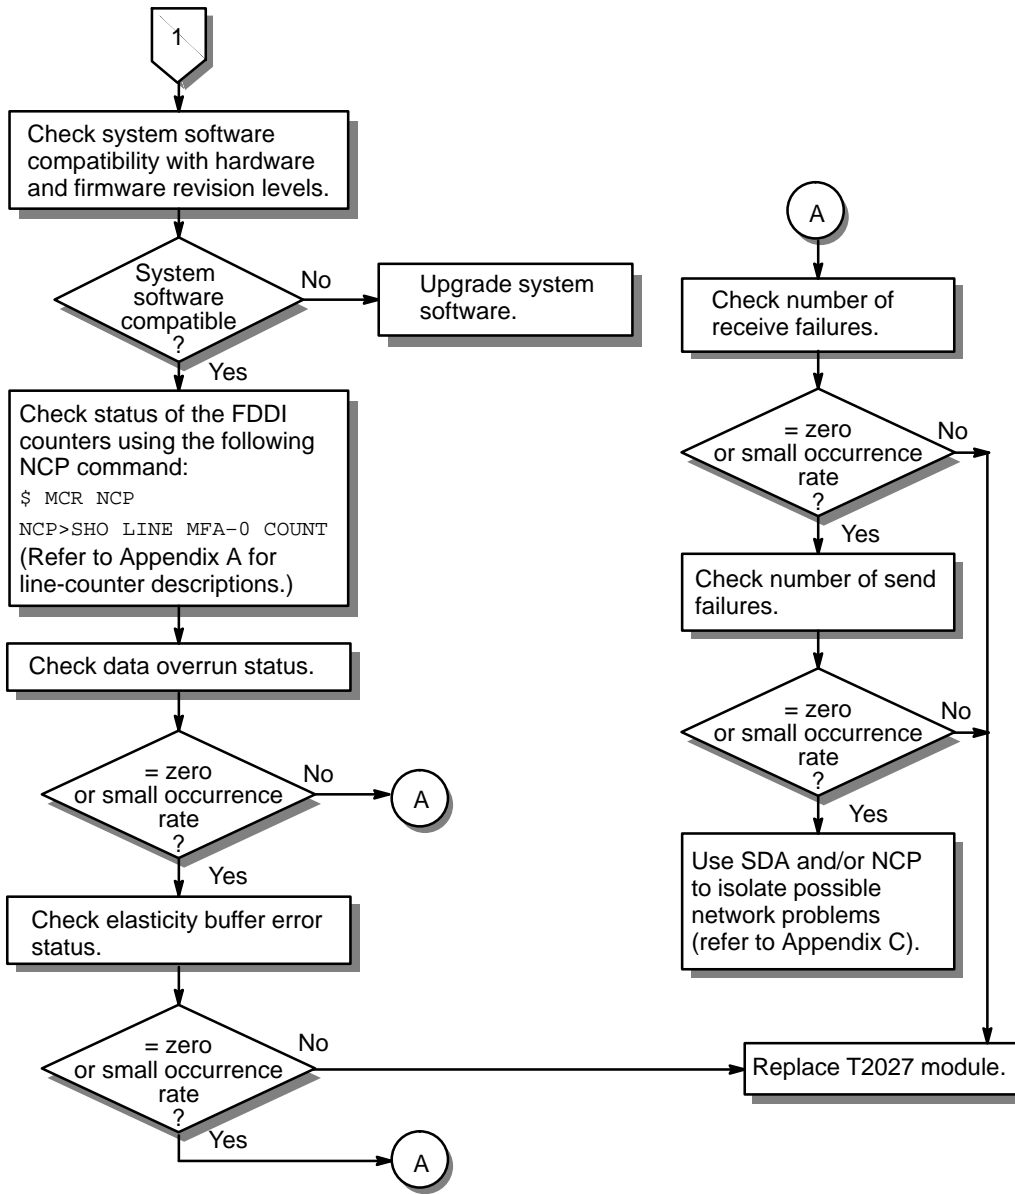 1
Check system software
compatibility with hardware
and firmware revision levels.
System
software
compatible
?
No
Upgrade system
software.
Yes
Check status of the FDDI
counters using the following
NCP command:
$ MCR NCP
NCP>SHO LINE MFA-0 COUNT
(Refer to Appendix A for
line-counter descriptions.)
Check data overrun status.
= zero
or small occurrence
rate
?
No
A
Yes
Check elasticity buffer error
status.
= zero
or small occurrence
rate
?
No
Yes
A
A
Check number of
receive failures.
= zero
or small occurrence
rate
?
No
Yes
Check number of send
failures.
= zero
or small occurrence
rate
?
No
Yes
Use SDA and/or NCP
to isolate possible
network problems
(refer to Appendix C).
Replace T2027 module.